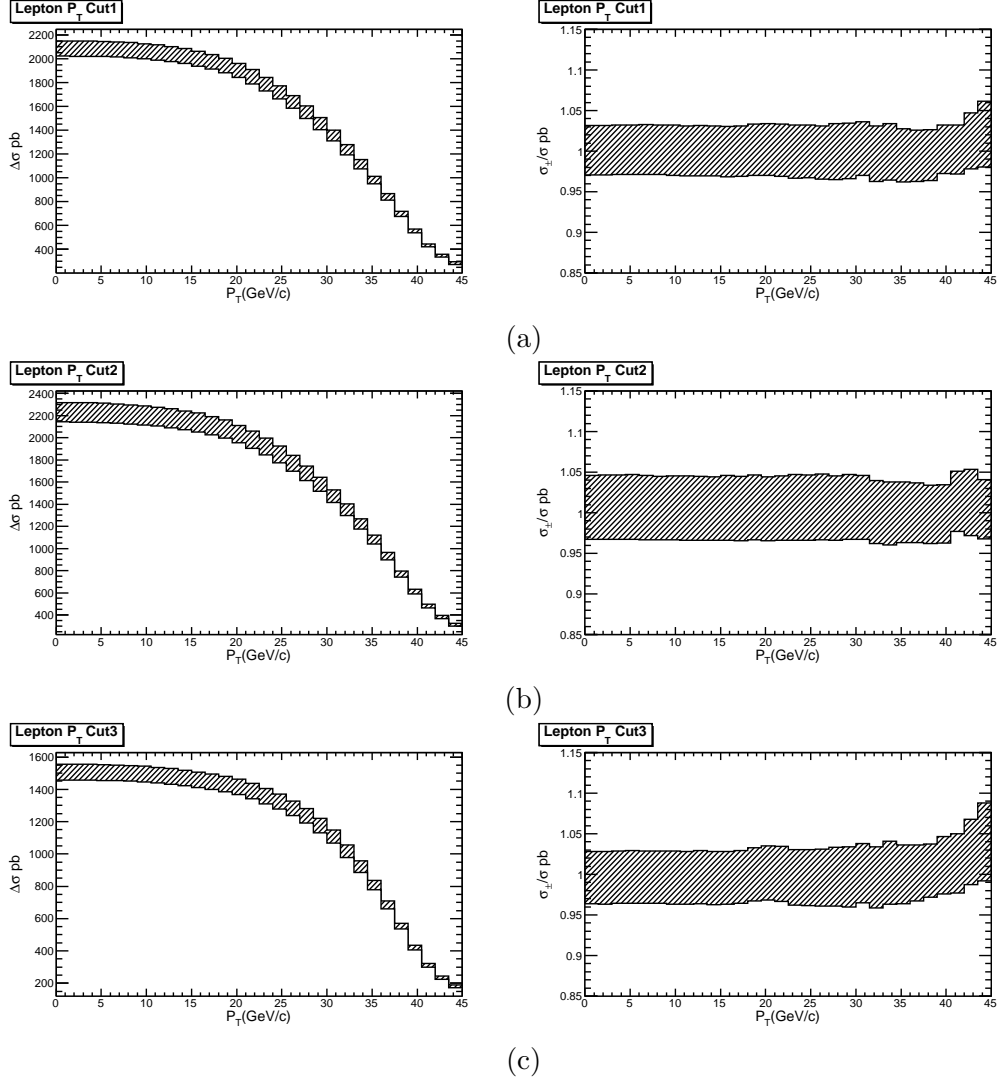 Lepton P_T Cut1
Δσ pb
2200
2000
1800
1600
1400
1200
1000
800
600
400
0 5 10 15 20 25 30 35 40 45
P_T(GeV/c)
Lepton P_T Cut1
σ_±/σ pb
1.15
1.1
1.05
1
0.95
0.9
0.85
0 5 10 15 20 25 30 35 40 45
P_T(GeV/c)
(a)
Lepton P_T Cut2
Δσ pb
2400
2200
2000
1800
1600
1400
1200
1000
800
600
400
0 5 10 15 20 25 30 35 40 45
P_T(GeV/c)
Lepton P_T Cut2
σ_±/σ pb
1.15
1.1
1.05
1
0.95
0.9
0.85
0 5 10 15 20 25 30 35 40 45
P_T(GeV/c)
(b)
Lepton P_T Cut3
Δσ pb
1600
1400
1200
1000
800
600
400
200
0 5 10 15 20 25 30 35 40 45
P_T(GeV/c)
Lepton P_T Cut3
σ_±/σ pb
1.15
1.1
1.05
1
0.95
0.9
0.85
0 5 10 15 20 25 30 35 40 45
P_T(GeV/c)
(c)